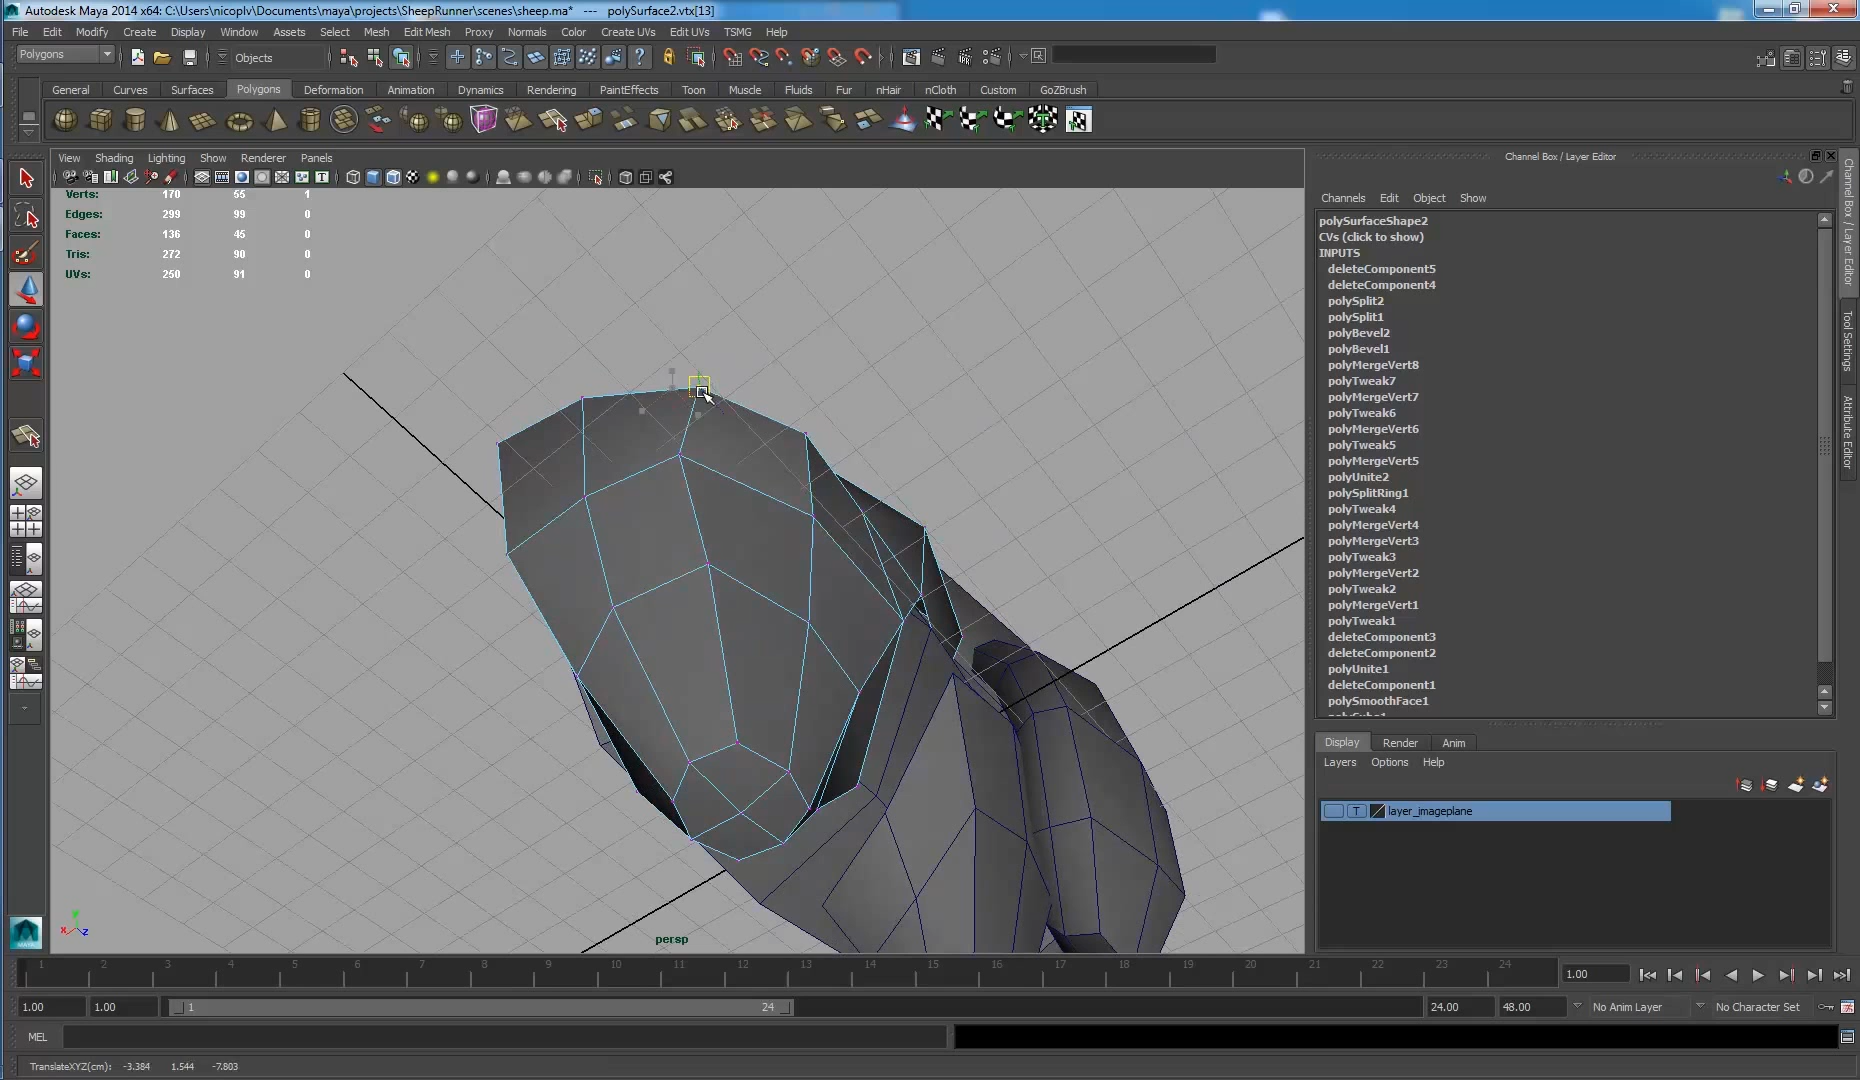 Autodesk Maya 2014 x64: C:\Users\nicoplv\Documents\maya\projects\SheepRunner\scenes\sheep.ma* --- polySurface2.vtx[13]
File Edit Modify Create Display Window Assets Select Mesh Edit Mesh Proxy Normals Color Create UVs Edit UVs TSMG Help
Polygons Objects
General Curves Surfaces Polygons Deformation Animation Dynamics Rendering PaintEffects Toon Muscle Fluids Fur nHair nCloth Custom GoZBrush
View Shading Lighting Show Renderer Panels
Verts: 170 55 1
Edges: 299 99 0
Faces: 136 45 0
Tris: 272 90 0
UVs: 250 91 0
persp
Channel Box / Layer Editor
Channels Edit Object Show
polySurfaceShape2
CVs (click to show)
INPUTS
deleteComponent5
deleteComponent4
polySplit2
polySplit1
polyBevel2
polyBevel1
polyMergeVert8
polyTweak7
polyMergeVert7
polyTweak6
polyMergeVert6
polyTweak5
polyMergeVert5
polyUnite2
polySplitRing1
polyTweak4
polyMergeVert4
polyMergeVert3
polyTweak3
polyMergeVert2
polyTweak2
polyMergeVert1
polyTweak1
deleteComponent3
deleteComponent2
polyUnite1
deleteComponent1
polySmoothFace1
Display Render Anim
Layers Options Help
T layer_imageplane
Channel Box / Layer Editor
Tool Settings
Attribute Editor
1 2 3 4 5 6 7 8 9 10 11 12 13 14 15 16 17 18 19 20 21 22 23 24 1.00
1.00 1.00 1 24 24.00 48.00 No Anim Layer No Character Set
MEL
TranslateXYZ(cm): -3.384 1.544 -7.803